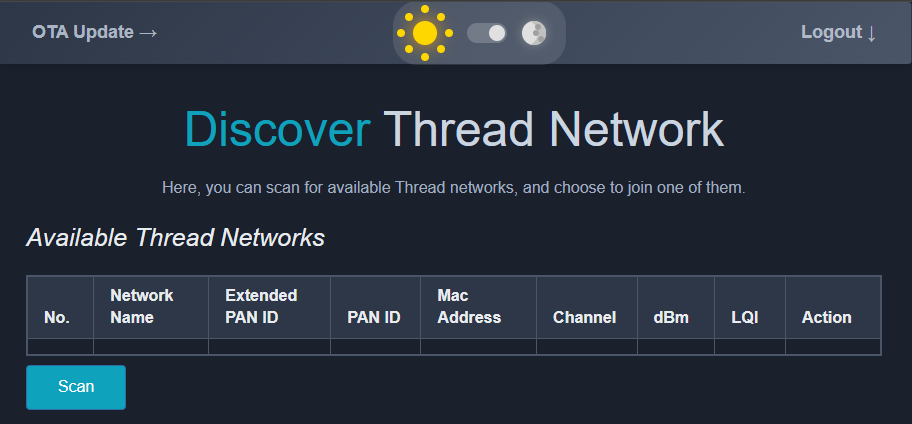 OTA Update →
Logout ↓
Discover Thread Network
Here, you can scan for available Thread networks, and choose to join one of them.
Available Thread Networks
No. Network Name Extended PAN ID PAN ID Mac Address Channel dBm LQI Action
Scan